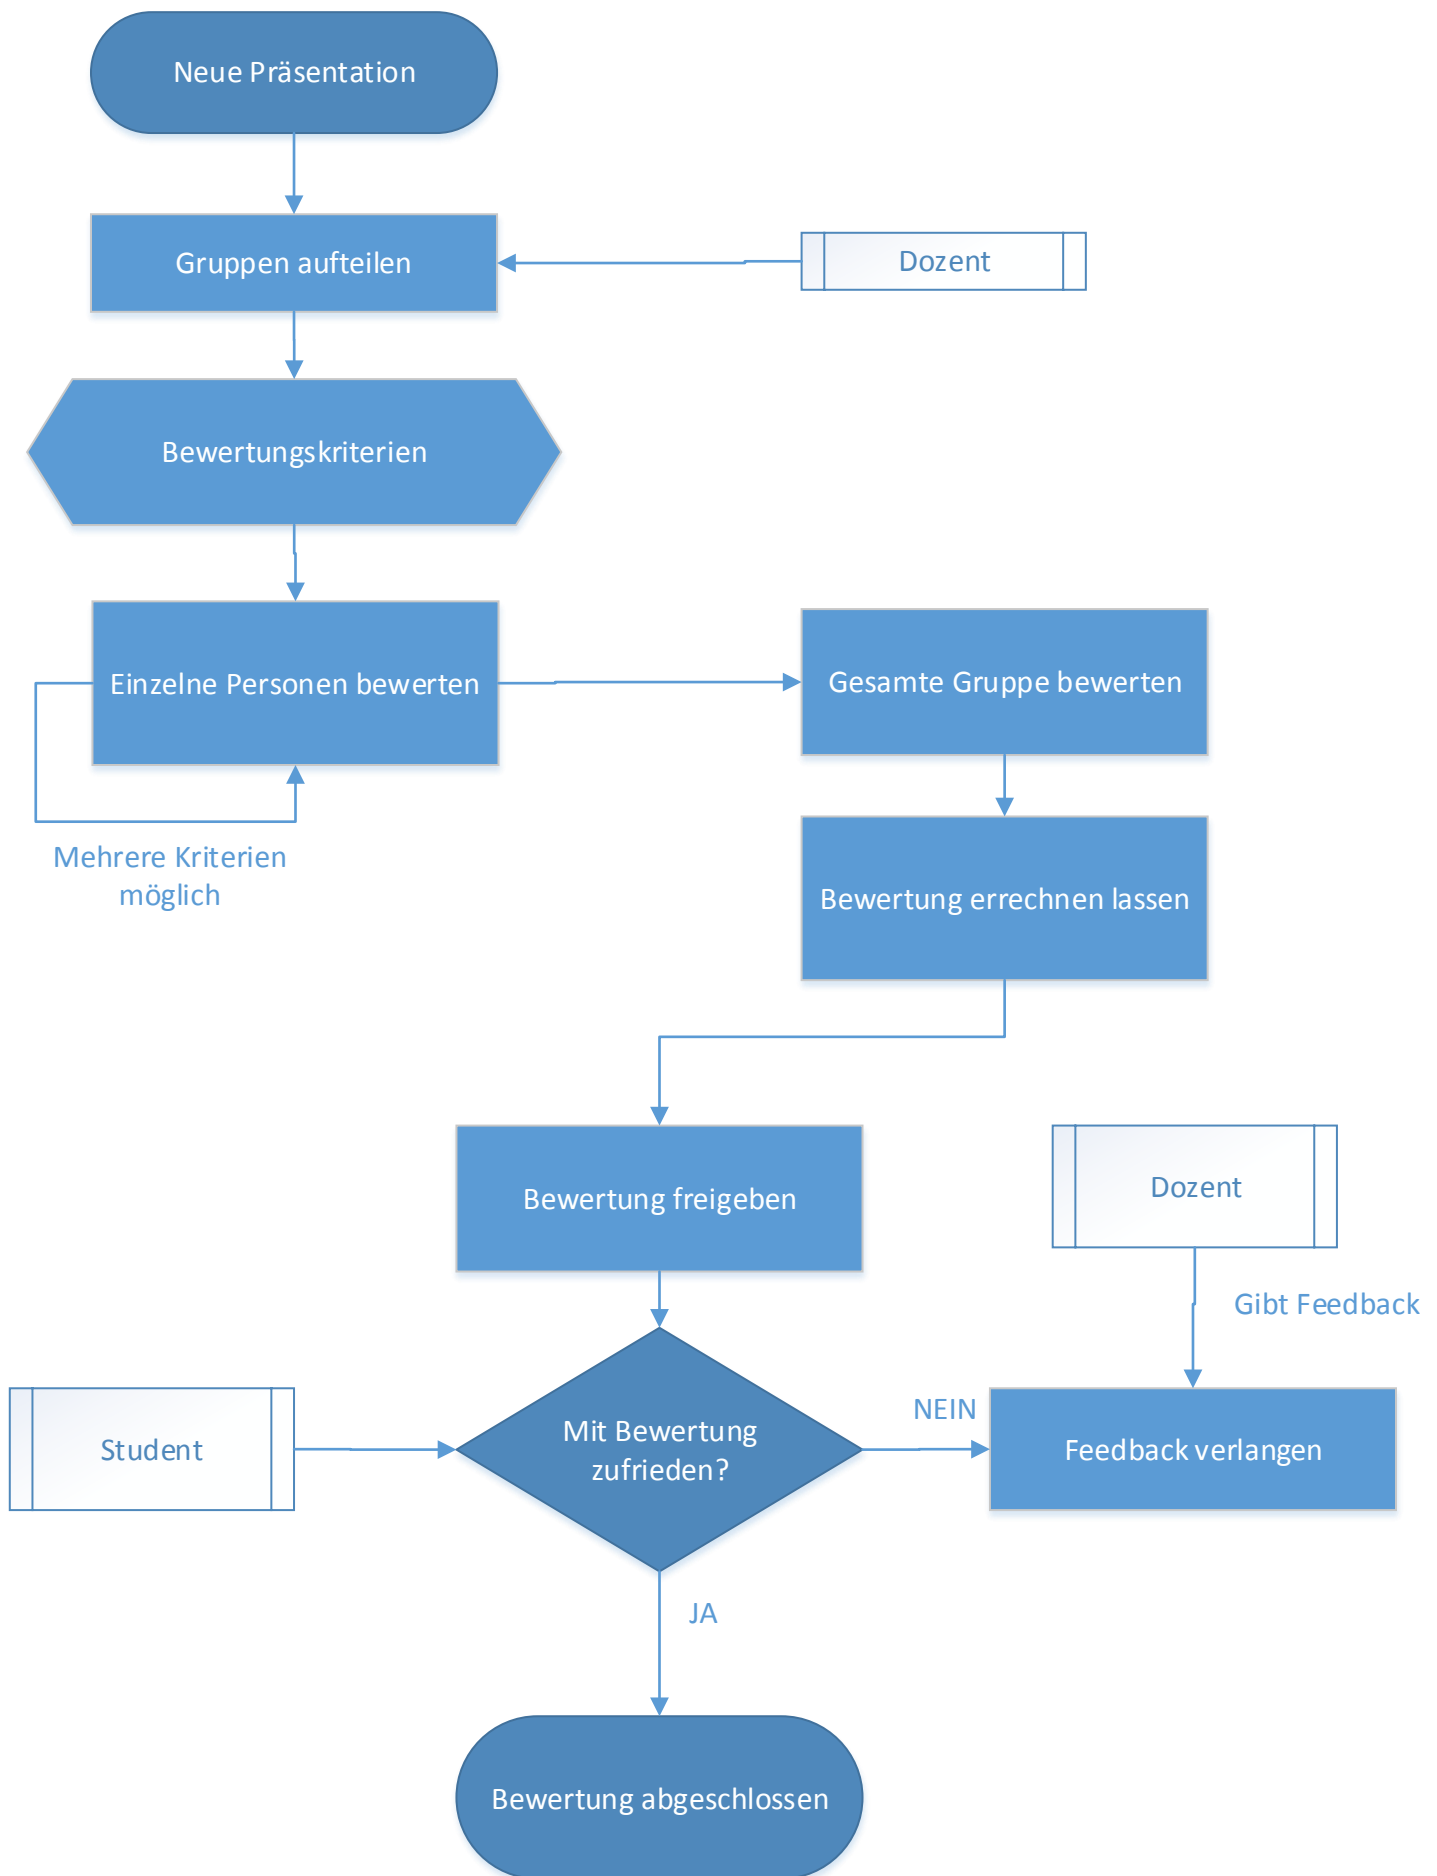 Neue Präsentation
Gruppen aufteilen
Dozent
Bewertungskriterien
Einzelne Personen bewerten
Gesamte Gruppe bewerten
Mehrere Kriterien
möglich
Bewertung errechnen lassen
Bewertung freigeben
Dozent
Gibt Feedback
Student
Mit Bewertung
zufrieden?
NEIN
Feedback verlangen
JA
Bewertung abgeschlossen